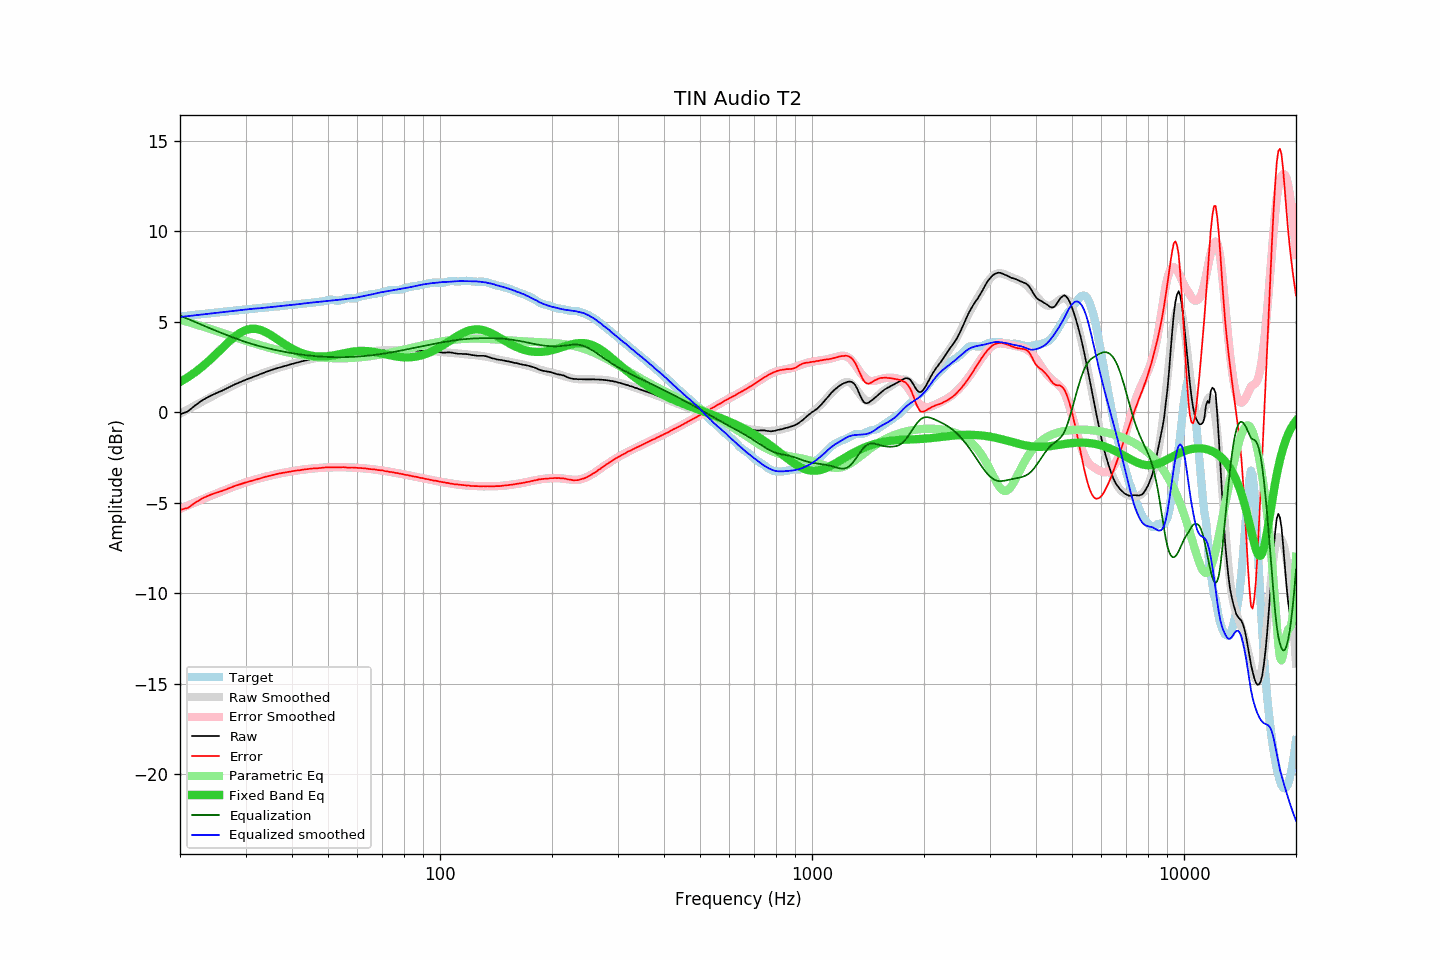 TIN Audio T2
Amplitude (dBr)
15
10
5
0
−5
−10
−15
−20
Target
Raw Smoothed
Error Smoothed
Raw
Error
Parametric Eq
Fixed Band Eq
Equalization
Equalized smoothed
100
1000
10000
Frequency (Hz)